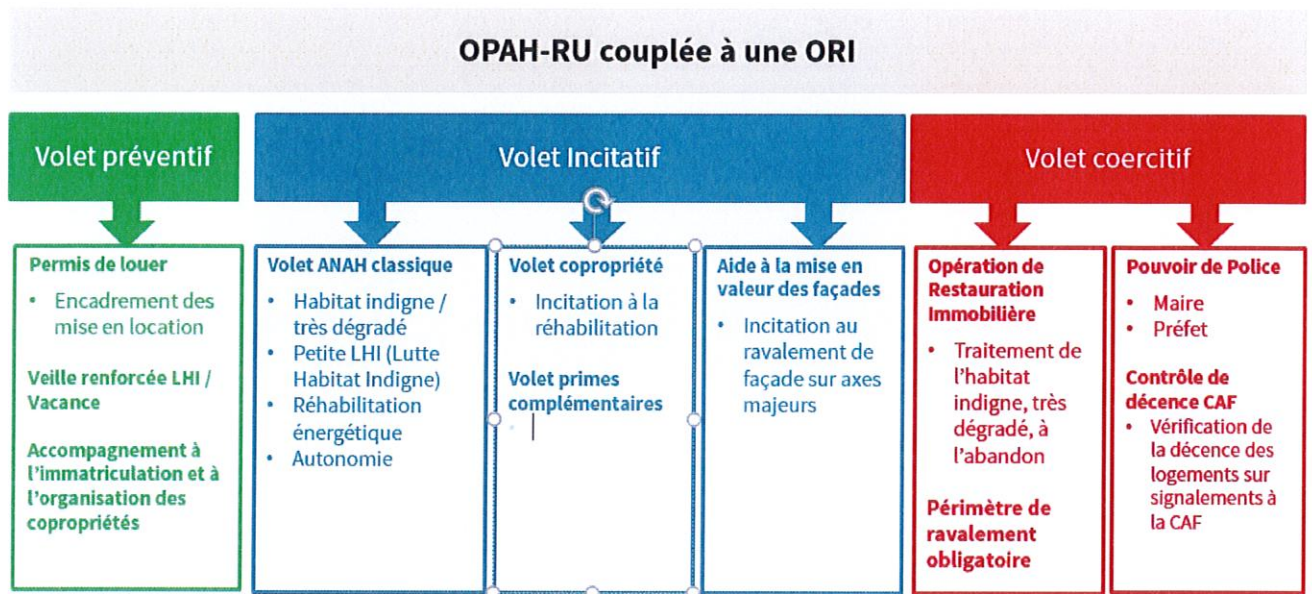 OPAH-RU couplée à une ORI
Volet préventif
Volet Incitatif
Volet coercitif
Permis de louer
• Encadrement des
mise en location
Veille renforcée LHI /
Vacance
Accompagnement à
l'immatriculation et à
l'organisation des
copropriétés
Volet ANAH classique
• Habitat indigne /
très dégradé
• Petite LHI (Lutte
Habitat Indigne)
• Réhabilitation
énergétique
• Autonomie
Volet copropriété
• Incitation à la
réhabilitation
Volet primes
complémentaires
•
Aide à la mise en
valeur des façades
• Incitation au
ravalement de
façade sur axes
majeurs
Opération de
Restauration
Immobilière
• Traitement de
l'habitat
indigne, très
dégradé, à
l'abandon
Périmètre de
ravalement
obligatoire
Pouvoir de Police
• Maire
• Préfet
Contrôle de
décence CAF
• Vérification de
la décence des
logements sur
signalements à
la CAF